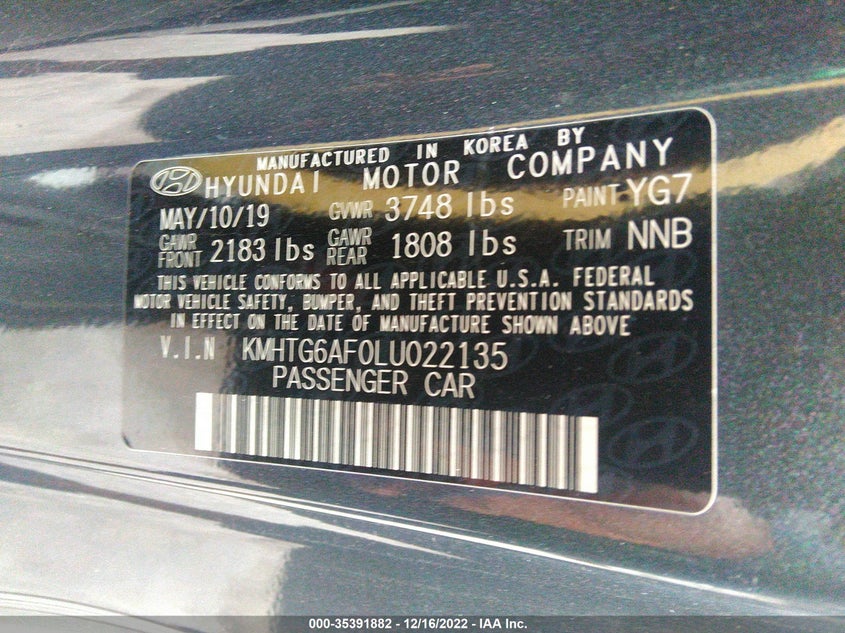 MANUFACTURED IN KOREA BY
HYUNDAI MOTOR COMPANY
MAY/10/19 GVWR 3748 lbs PAINT YG7
GAWR FRONT 2183 lbs GAWR REAR 1808 lbs TRIM NNB
THIS VEHICLE CONFORMS TO ALL APPLICABLE U.S.A. FEDERAL
MOTOR VEHICLE SAFETY, BUMPER, AND THEFT PREVENTION STANDARDS
IN EFFECT ON THE DATE OF MANUFACTURE SHOWN ABOVE
V.I.N KMHTG6AF0LU022135
PASSENGER CAR
000-35391882 - 12/16/2022 - IAA Inc.